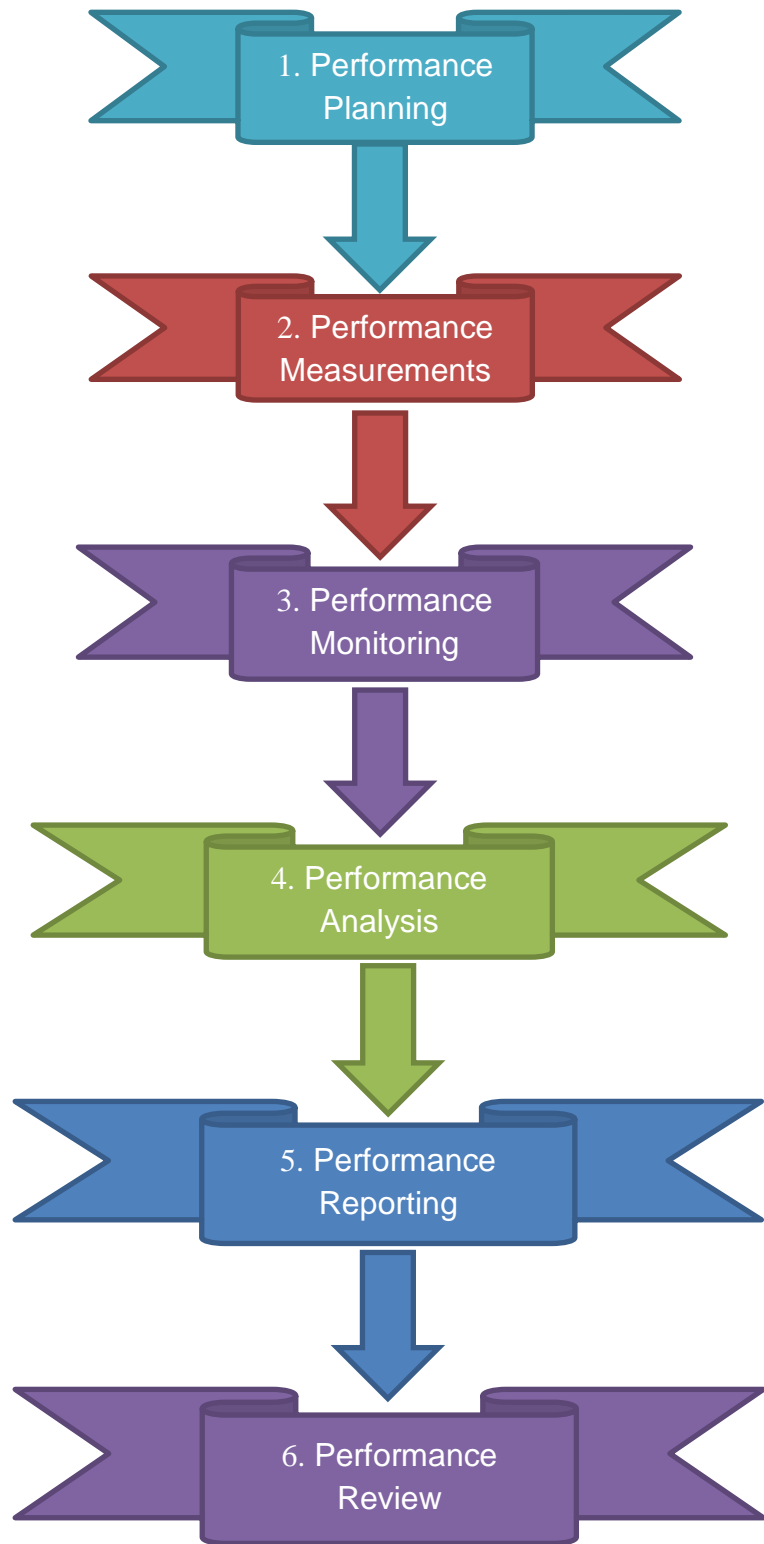 1. Performance
Planning
2. Performance
Measurements
3. Performance
Monitoring
4. Performance
Analysis
5. Performance
Reporting
6. Performance
Review